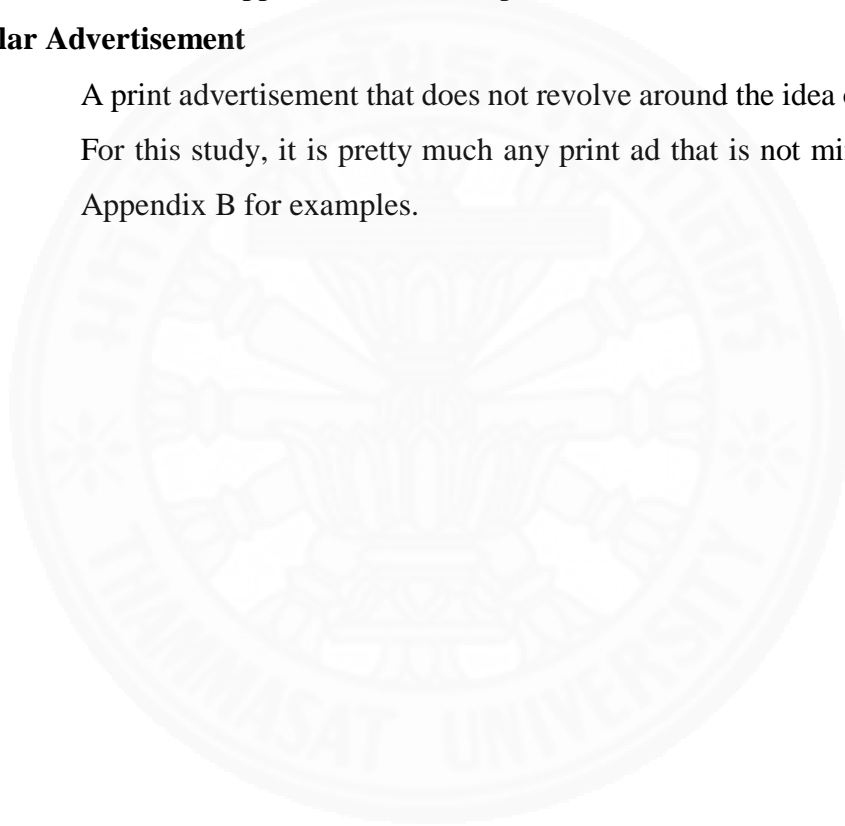 lar Advertisement
A print advertisement that does not revolve around the idea
For this study, it is pretty much any print ad that is not
Appendix B for examples.
THAMMASAT UNIVERSITY